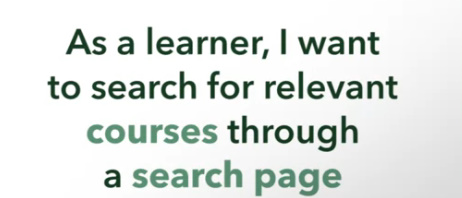 As a learner, I want
to search for relevant
courses through
a search page